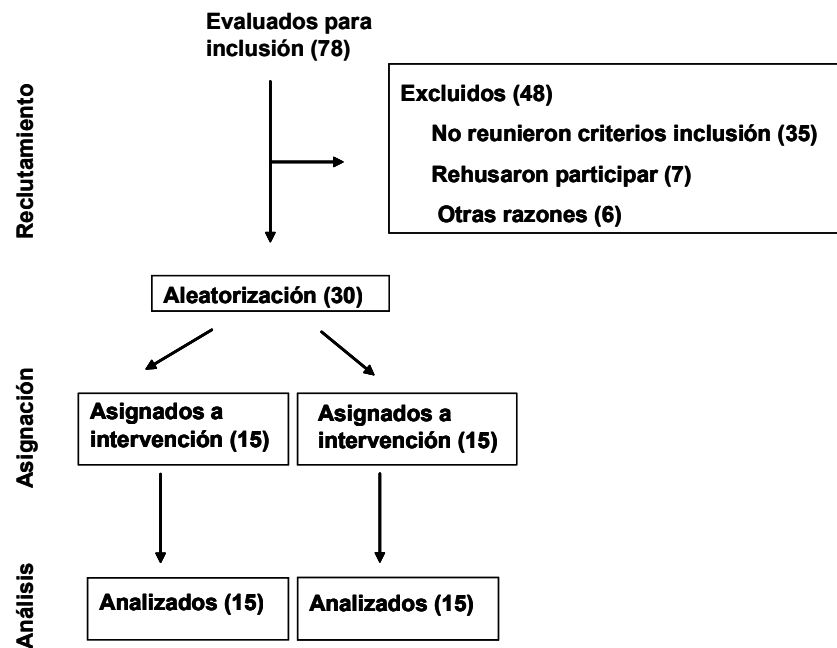 Evaluados para
inclusión (78)
Reclutamiento
Excluidos (48)
No reunieron criterios inclusión (35)
Rehusaron participar (7)
Otras razones (6)
Aleatorización (30)
Asignación
Asignados a
intervención (15)
Asignados a
intervención (15)
Análisis
Analizados (15)
Analizados (15)